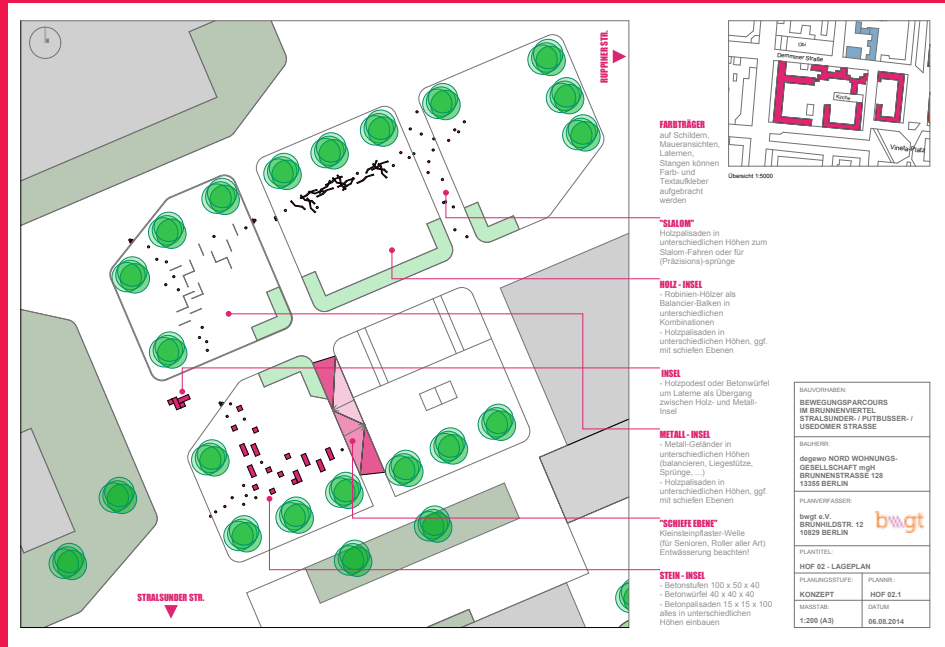 RUPPINER STR.
STRALSUNDER STR.
FARBTRÄGER
auf Schildern,
Maueransichten,
Laternen,
Stangen können
Farb- und
Textaufkleber
aufgebracht
werden
"SLALOM"
Holzpalisaden in
unterschiedlichen Höhen zum
Slalom-Fahren oder für
(Präzisions)-sprünge
HOLZ - INSEL
- Robinien-Hölzer als
Balancier-Balken in
unterschiedlichen
Kombinationen
- Holzpalisaden in
unterschiedlichen Höhen, ggf.
mit schiefen Ebenen
INSEL
- Holzpodest oder Betonwürfel
um Laterne als Übergang
zwischen Holz- und Metall-
Insel
METALL - INSEL
- Metall-Geländer in
unterschiedlichen Höhen
(balancieren, Liegestütze,
Sprünge, ...)
- Holzpalisaden in
unterschiedlichen Höhen, ggf.
mit schiefen Ebenen
"SCHIEFE EBENE"
Kleinsteinpflaster-Welle
(für Senioren, Roller aller Art)
Entwässerung beachten!
STEIN - INSEL
- Betonstufen 100 x 50 x 40
- Betonwürfel 40 x 40 x 40
- Betonpalisaden 15 x 15 x 100
alles in unterschiedlichen
Höhen einbauen
Demminer Straße
Kirche
Vineta-Platz
Übersicht 1:5000
BAUVORHABEN:
BEWEGUNGSPARCOURS
IM BRUNNENVIERTEL
STRALSUNDER- / PUTBUSSER- /
USEDOMER STRASSE
BAUHERR:
degewo NORD WOHNUNGS-
GESELLSCHAFT mgH
BRUNNENSTRASSE 128
13355 BERLIN
PLANVERFASSER:
bwgt e.V.
BRUNHILDSTR. 12
10829 BERLIN
bwgt
PLANTITEL:
HOF 02 - LAGEPLAN
PLANUNGSSTUFE:
KONZEPT
PLANNR.:
HOF 02.1
MASSTAB:
1:200 (A3)
DATUM
06.08.2014